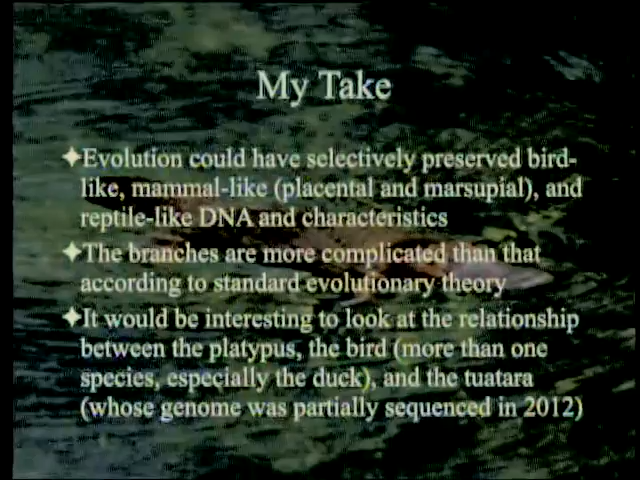 My Take
✦Evolution could have selectively preserved bird-
like, mammal-like (placental and marsupial), and
reptile-like DNA and characteristics
✦The branches are more complicated than that
according to standard evolutionary theory
✦It would be interesting to look at the relationship
between the platypus, the bird (more than one
species, especially the duck), and the tuatara
(whose genome was partially sequenced in 2012)